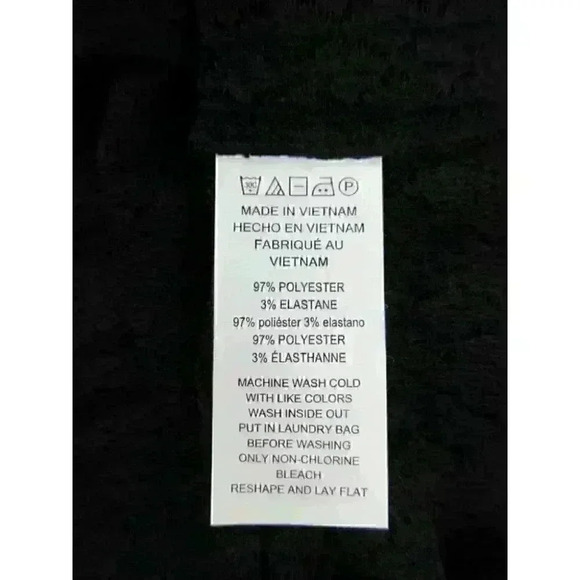 30C P
MADE IN VIETNAM
HECHO EN VIETNAM
FABRIQUÉ AU
VIETNAM
97% POLYESTER
3% ELASTANE
97% poliéster 3% elastano
97% POLYESTER
3% ÉLASTHANNE
MACHINE WASH COLD
WITH LIKE COLORS
WASH INSIDE OUT
PUT IN LAUNDRY BAG
BEFORE WASHING
ONLY NON-CHLORINE
BLEACH
RESHAPE AND LAY FLAT